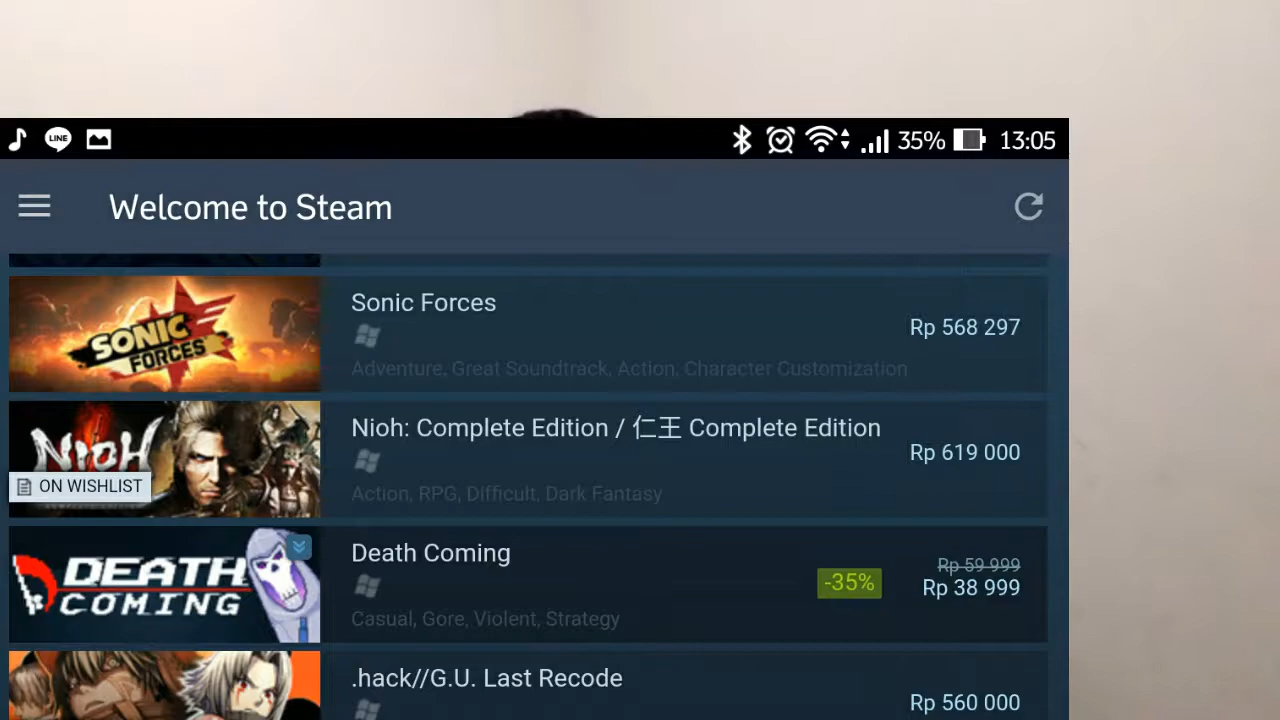 LINE
35% 13:05
Welcome to Steam
SONIC
FORCES
Sonic Forces
Rp 568 297
Adventure, Great Soundtrack, Action, Character Customization
NIOH
ON WISHLIST
Nioh: Complete Edition / 仁王 Complete Edition
Rp 619 000
Action, RPG, Difficult, Dark Fantasy
DEATH
COMING
Death Coming
-35%
Rp 59 999
Rp 38 999
Casual, Gore, Violent, Strategy
.hack//G.U. Last Recode
Rp 560 000